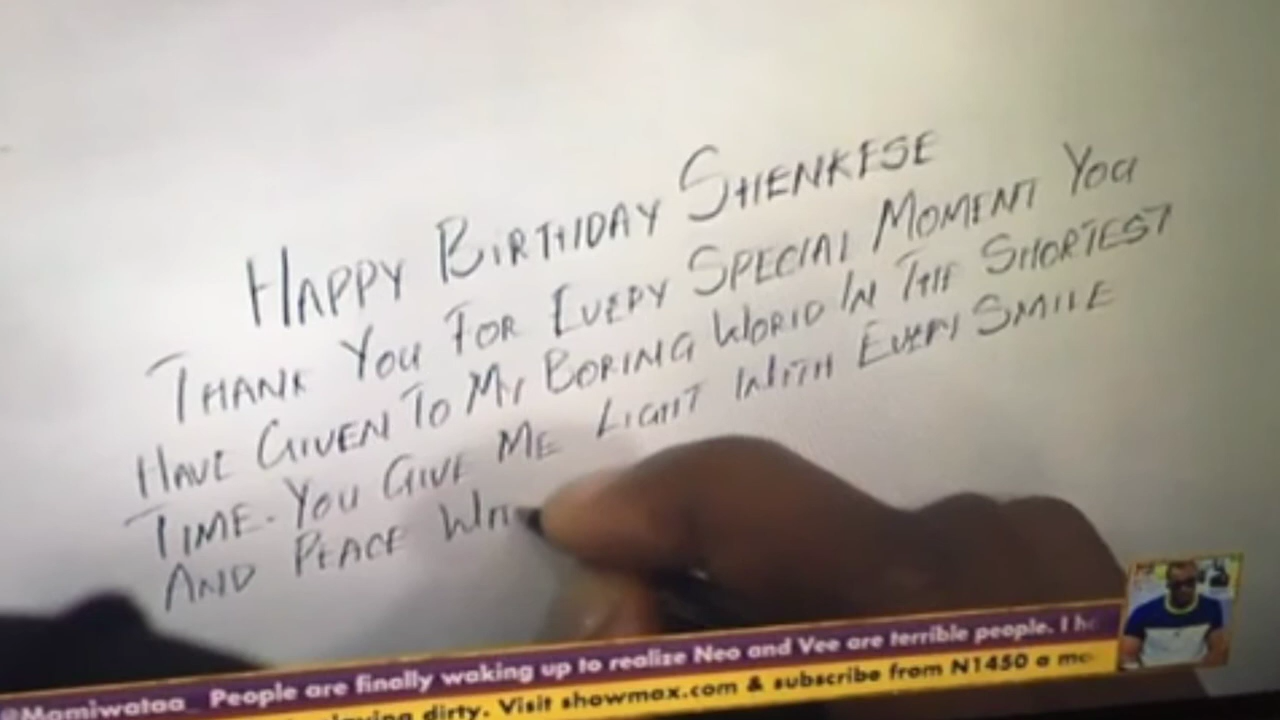 HAPPY BIRTHDAY SHENKESE
THANK YOU FOR EVERY SPECIAL MOMENT YOU
HAVE GIVEN TO MY BORING WORLD IN THE SHORTEST
TIME. YOU GIVE ME LIGHT WITH EVERY SMILE
AND PEACE WIT
@Mamiwataa People are finally waking up to realize Neo and Vee are terrible people. I
dirty. Visit showmax.com & subscribe from N1450 a